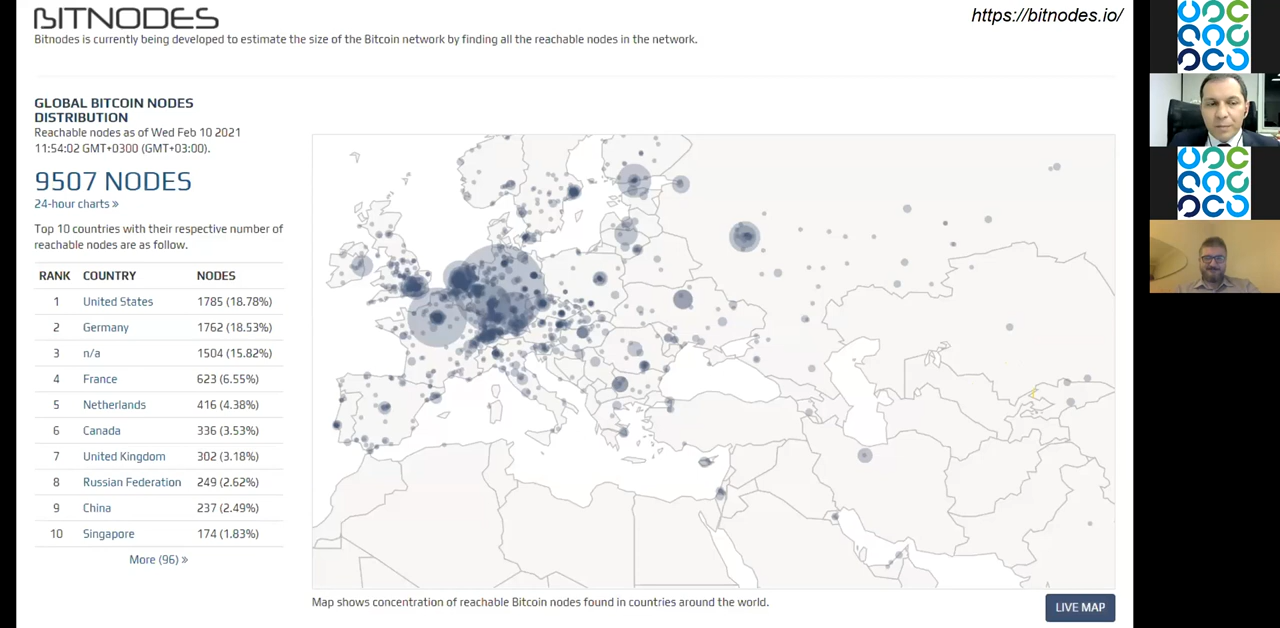 BITNODES
https://bitnodes.io/
Bitnodes is currently being developed to estimate the size of the Bitcoin network by finding all the reachable nodes in the network.
GLOBAL BITCOIN NODES
DISTRIBUTION
Reachable nodes as of Wed Feb 10 2021
11:54:02 GMT+0300 (GMT+03:00).
9507 NODES
24-hour charts »
Top 10 countries with their respective number of
reachable nodes are as follow.
RANK COUNTRY NODES
1 United States 1785 (18.78%)
2 Germany 1762 (18.53%)
3 n/a 1504 (15.82%)
4 France 623 (6.55%)
5 Netherlands 416 (4.38%)
6 Canada 336 (3.53%)
7 United Kingdom 302 (3.18%)
8 Russian Federation 249 (2.62%)
9 China 237 (2.49%)
10 Singapore 174 (1.83%)
More (96) »
Map shows concentration of reachable Bitcoin nodes found in countries around the world.
LIVE MAP